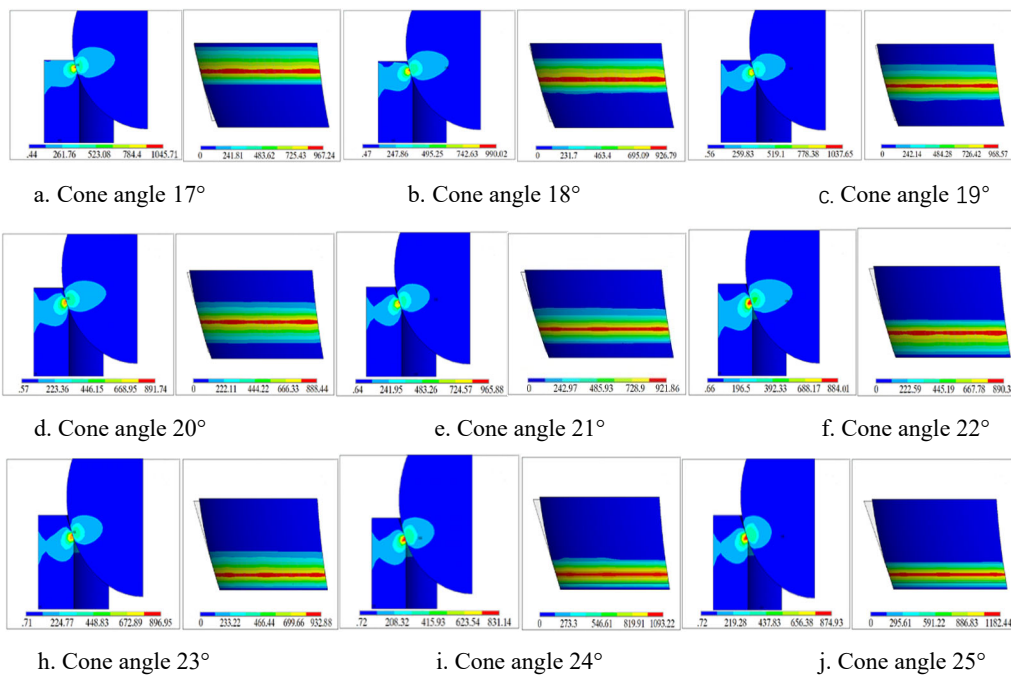 .44 261.76 523.08 784.4 1045.71 0 241.81 483.62 725.43 967.24 .47 247.86 495.25 742.63 990.02 0 231.7 463.4 695.09 926.79 .56 259.83 519.1 778.38 1037.65 0 242.14 484.28 726.42 968.57
a. Cone angle 17° b. Cone angle 18° c. Cone angle 19°
.57 223.36 446.15 668.95 891.74 0 222.11 444.22 666.33 888.44 .64 241.95 483.26 724.57 965.88 0 242.97 485.93 728.9 921.86 .66 196.5 392.33 688.17 884.01 0 222.59 445.19 667.78 890.3
d. Cone angle 20° e. Cone angle 21° f. Cone angle 22°
.71 224.77 448.83 672.89 896.95 0 233.22 466.44 699.66 932.88 .72 208.32 415.93 623.54 831.14 0 273.3 546.61 819.91 1093.22 .72 219.28 437.83 656.38 874.93 0 295.61 591.22 886.83 1182.44
h. Cone angle 23° i. Cone angle 24° j. Cone angle 25°